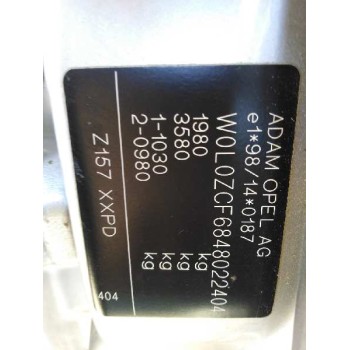 ADAM OPEL AG
e1*98/14*0187
W0L0ZCF6848022404
1980 kg
3580 kg
1-1030 kg
2-0980 kg
Z157 XXPD
404